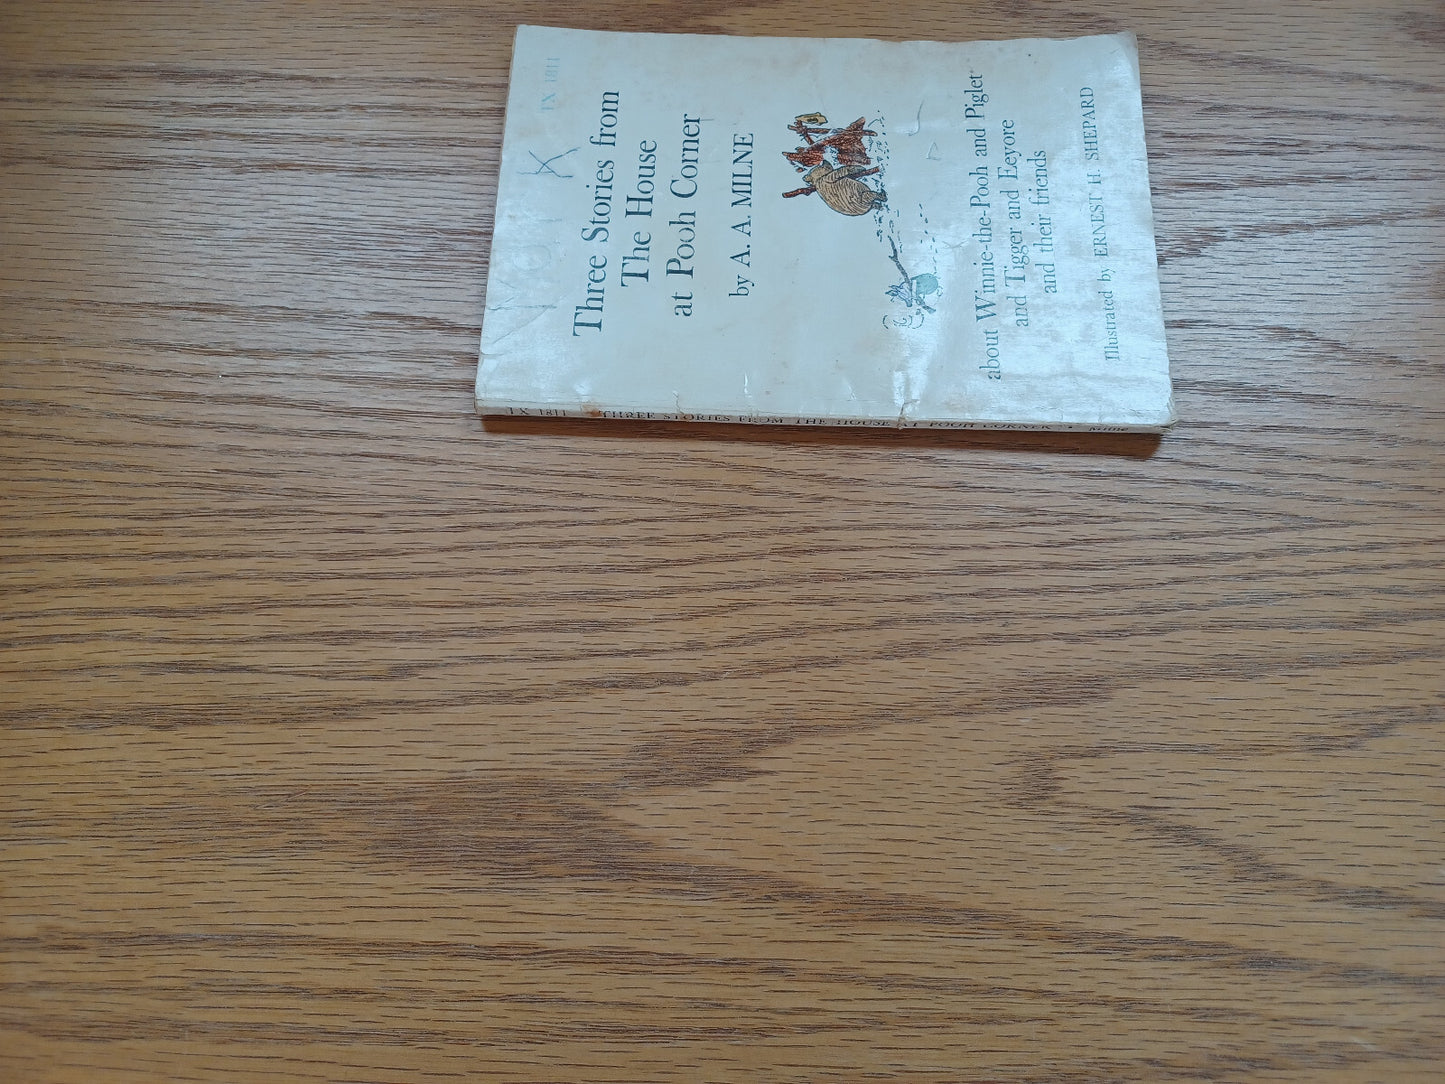 TX 1811
Three Stories from
The House
at Pooh Corner
by A. A. MILNE
about Winnie-the-Pooh and Piglet
and Tigger and Eeyore
and their friends
Illustrated by ERNEST H. SHEPARD
TX 1811 THREE STORIES FROM THE HOUSE AT POOH CORNER • Milne